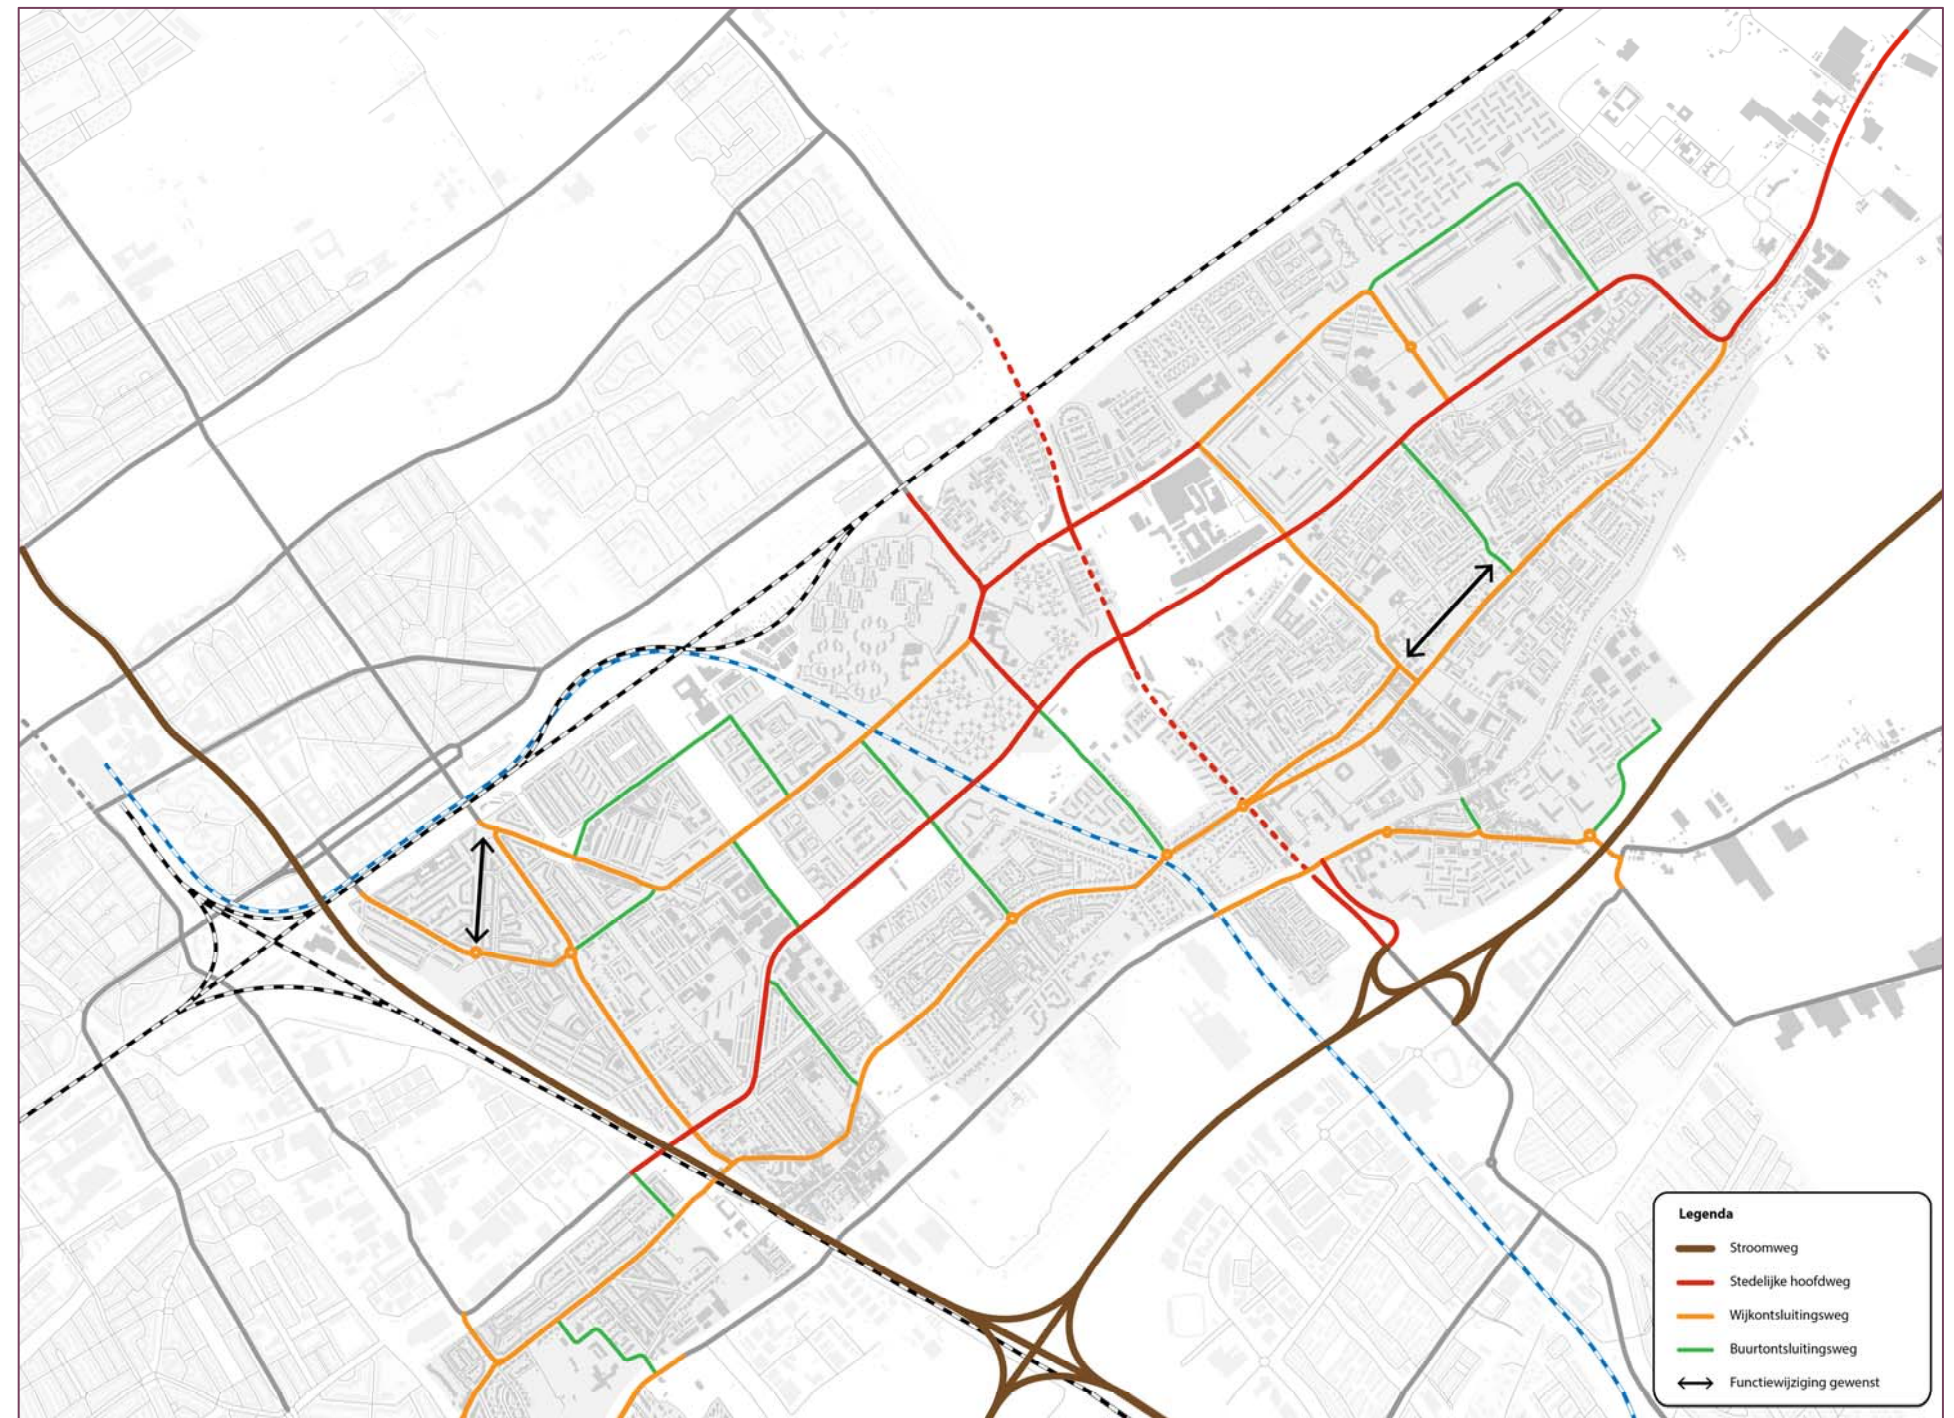 Legenda
Stroomweg
Stedelijke hoofdweg
Wijkontsluitingsweg
Buurtontsluitingsweg
Functiewijziging gewenst